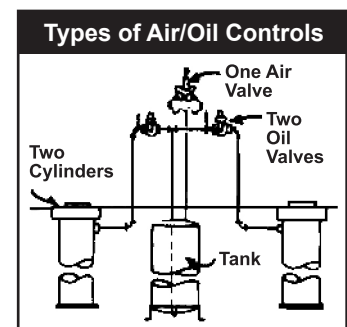 Types of Air/Oil Controls
One Air
Valve
Two
Oil
Valves
Two
Cylinders
Tank